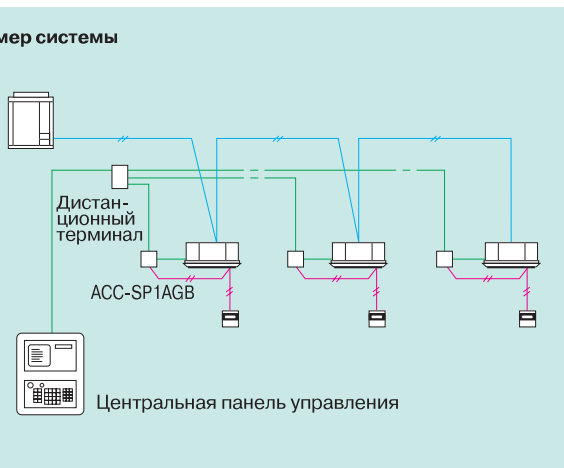 мер системы
Дистан-
ционный
терминал
ACC-SP1AGB
Центральная панель управления